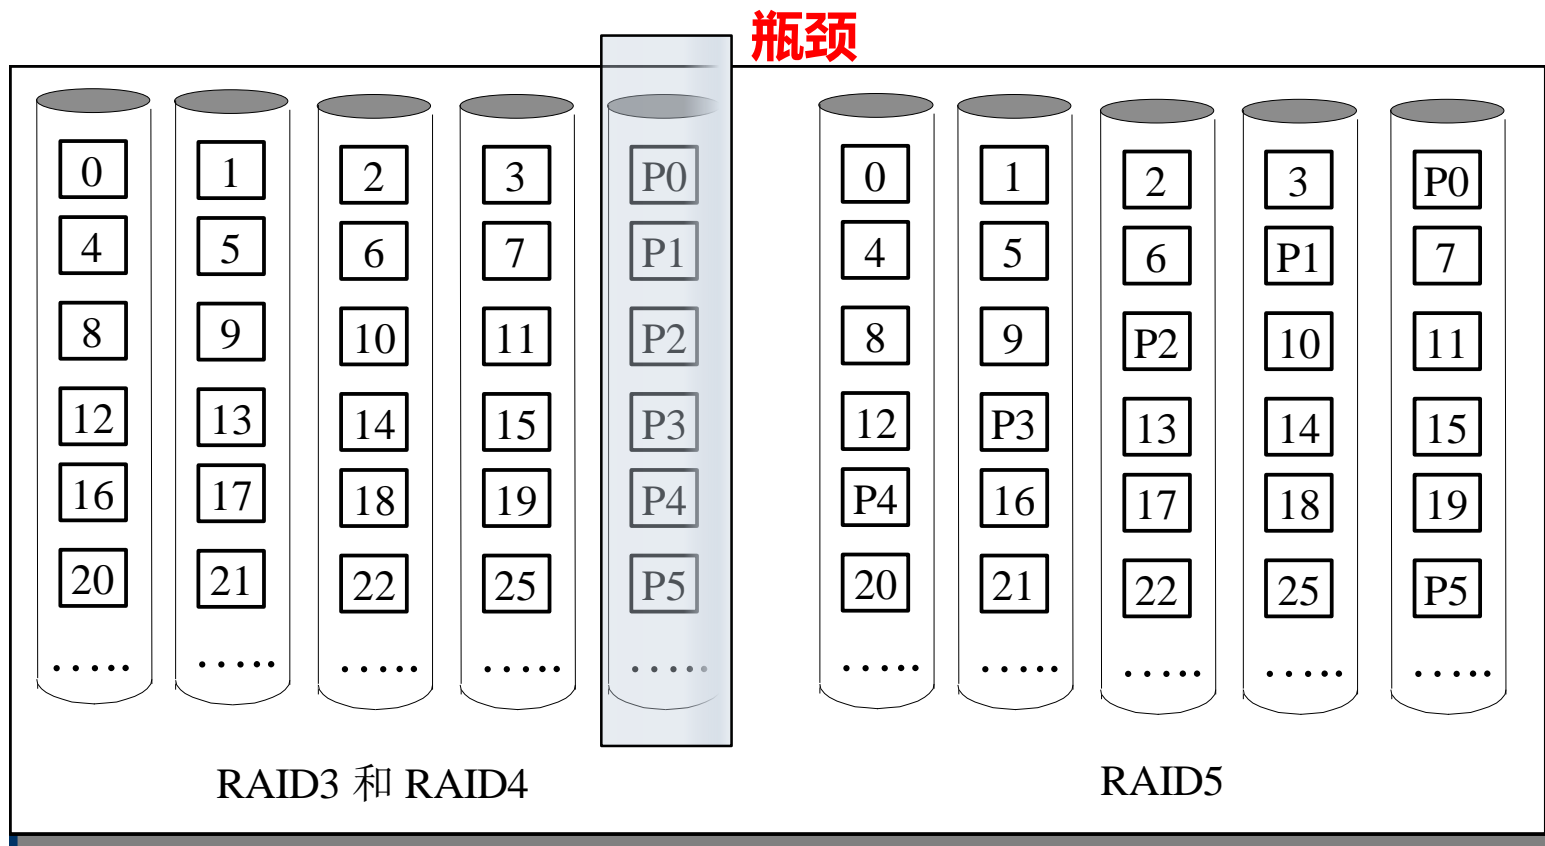 瓶颈
0 1 2 3 P0 0 1 2 3 P0
4 5 6 7 P1 4 5 6 P1 7
8 9 10 11 P2 8 9 P2 10 11
12 13 14 15 P3 12 P3 13 14 15
16 17 18 19 P4 P4 16 17 18 19
20 21 22 25 P5 20 21 22 25 P5
..... ..... ..... ..... ..... ..... ..... ..... ..... .....
RAID3 和 RAID4 RAID5